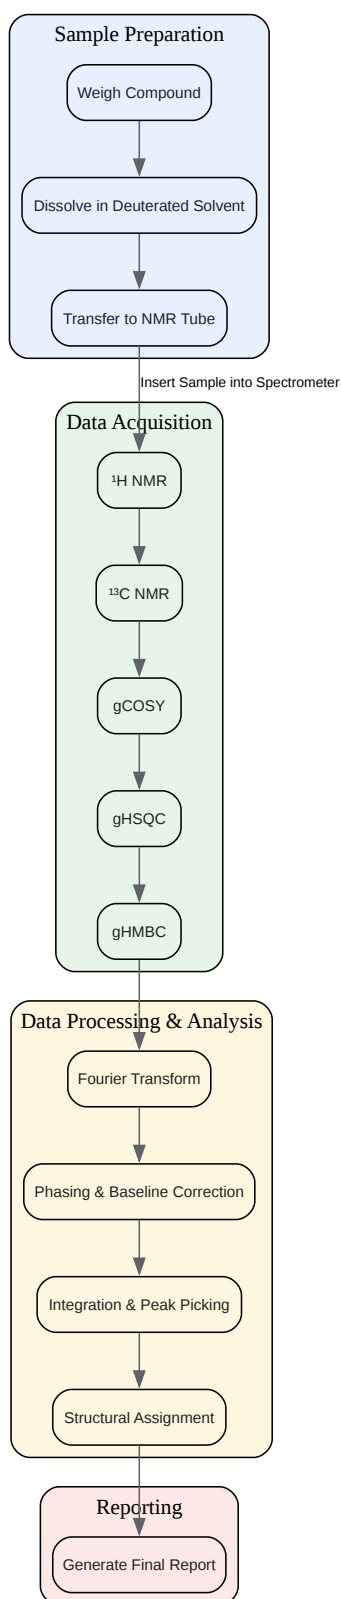 Sample Preparation
Weigh Compound
Dissolve in Deuterated Solvent
Transfer to NMR Tube
Insert Sample into Spectrometer
Data Acquisition
¹H NMR
¹³C NMR
gCOSY
gHSQC
gHMBC
Data Processing & Analysis
Fourier Transform
Phasing & Baseline Correction
Integration & Peak Picking
Structural Assignment
Reporting
Generate Final Report